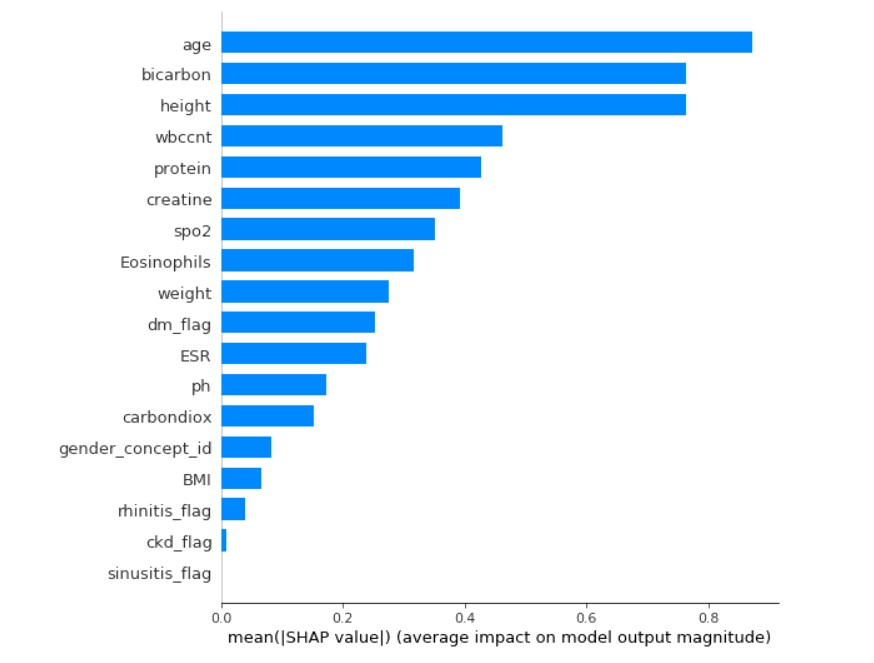 age
bicarbon
height
wbccnt
protein
creatine
spo2
Eosinophils
weight
dm_flag
ESR
ph
carbondiox
gender_concept_id
BMI
rhinitis_flag
ckd_flag
sinusitis_flag
0.0 0.2 0.4 0.6 0.8
mean(|SHAP value|) (average impact on model output magnitude)